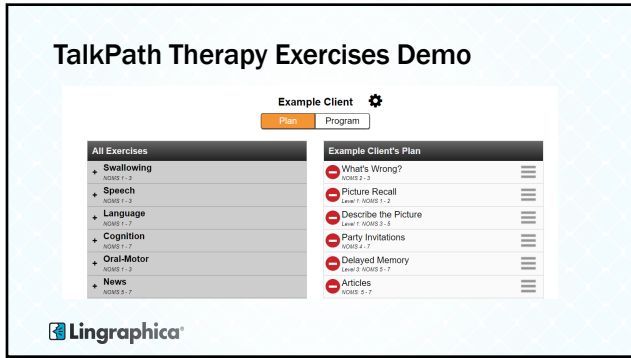 TalkPath Therapy Exercises Demo
Example Client
Plan Program
All Exercises
+ Swallowing
NOMS 1 - 3
+ Speech
NOMS 1 - 3
+ Language
NOMS 1 - 7
+ Cognition
NOMS 1 - 7
+ Oral-Motor
NOMS 1 - 3
+ News
NOMS 5 - 7
Example Client's Plan
What's Wrong?
NOMS 2 - 3
Picture Recall
Level 1: NOMS 1 - 2
Describe the Picture
Level 1: NOMS 3 - 5
Party Invitations
NOMS 4 - 7
Delayed Memory
Level 3: NOMS 5 - 7
Articles
NOMS: 5 - 7
Lingraphica®